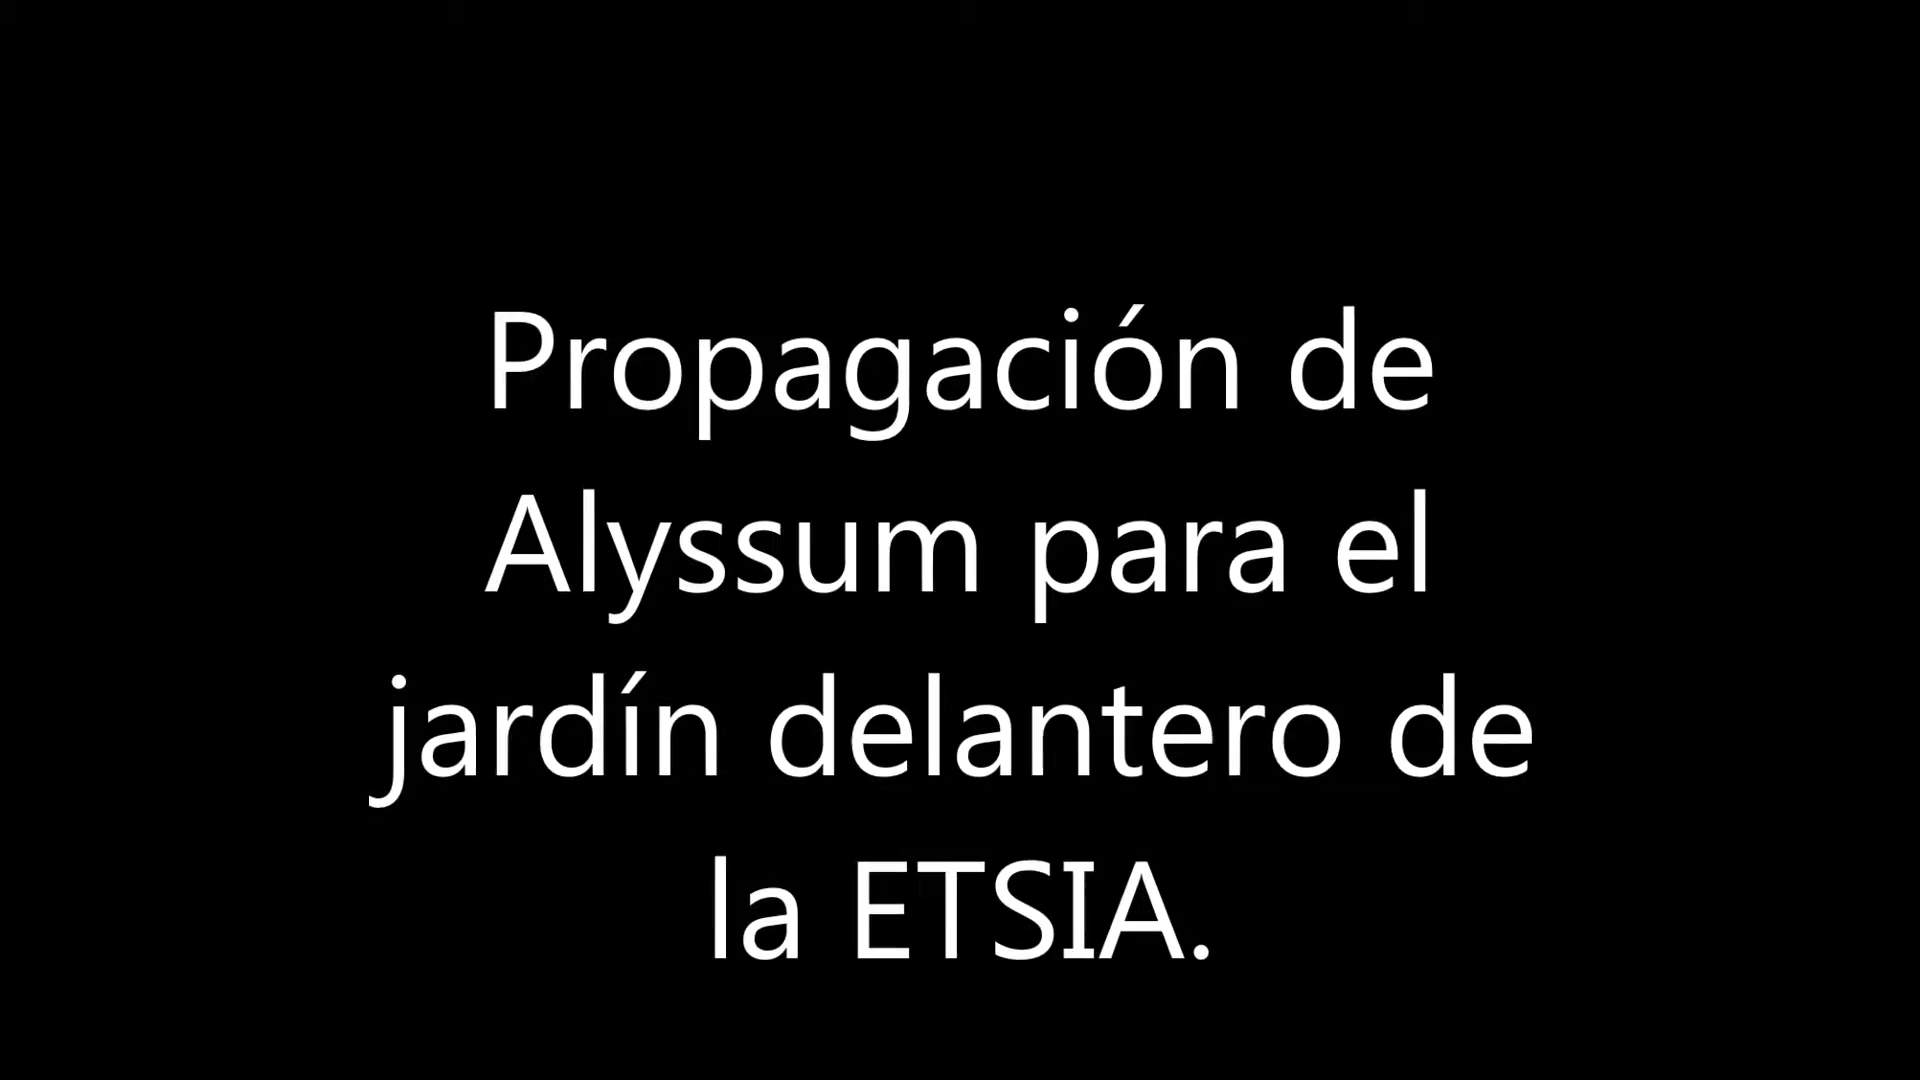 Propagación de
Alyssum para el
jardín delantero de
la ETSIA.